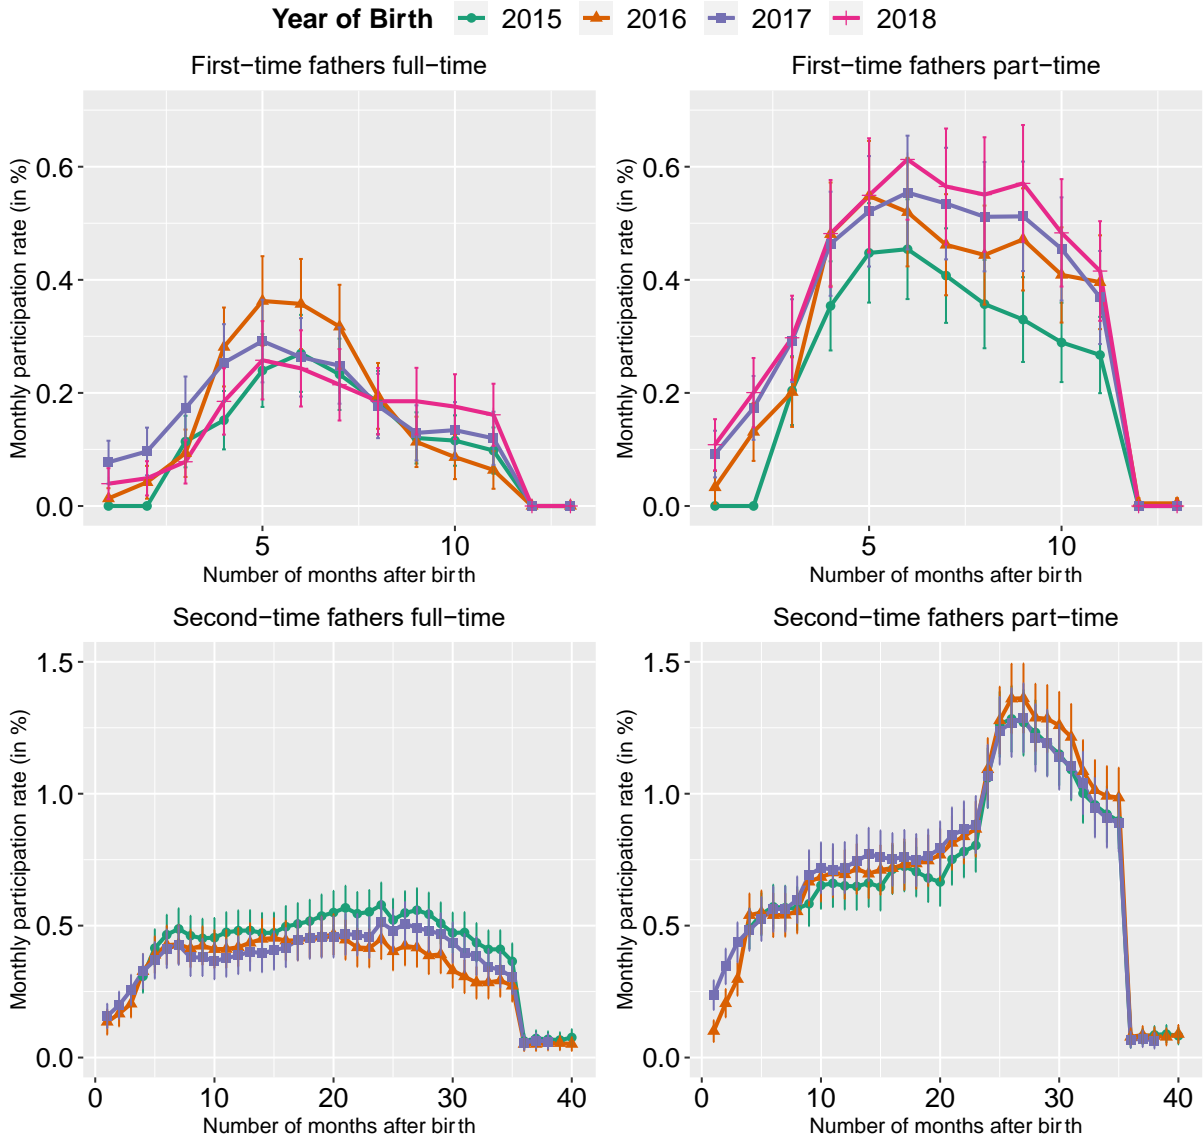 Year of Birth 2015 2016 2017 2018
First−time fathers full−time
Monthly participation rate (in %)
0.6
0.4
0.2
0.0
5 10
Number of months after birth
First−time fathers part−time
Monthly participation rate (in %)
0.6
0.4
0.2
0.0
5 10
Number of months after birth
Second−time fathers full−time
Monthly participation rate (in %)
1.5
1.0
0.5
0.0
0 10 20 30 40
Number of months after birth
Second−time fathers part−time
Monthly participation rate (in %)
1.5
1.0
0.5
0.0
0 10 20 30 40
Number of months after birth